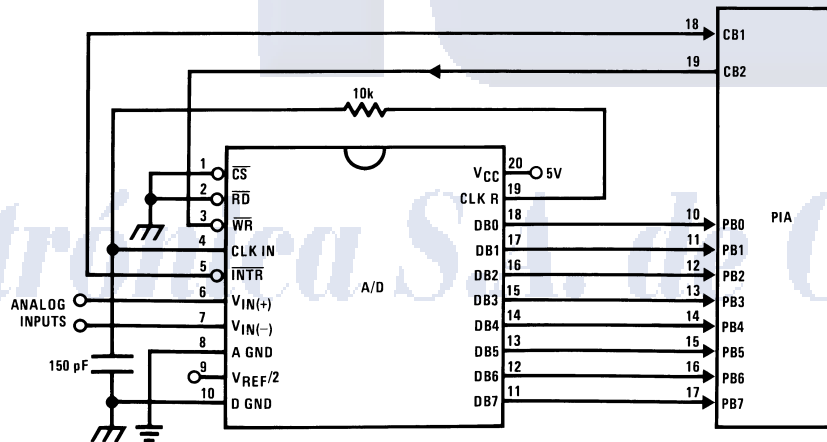 18 CB1
19 CB2
10k
1 CS
2 RD
3 WR
4 CLK IN
5 INTR
6 VIN(+)
7 VIN(−)
8 A GND
9 VREF/2
10 D GND
ANALOG
INPUTS
150 pF
A/D
VCC 20 5V
CLK R 19
DB0 18
DB1 17
DB2 16
DB3 15
DB4 14
DB5 13
DB6 12
DB7 11
10 PB0
11 PB1
12 PB2
13 PB3
14 PB4
15 PB5
16 PB6
17 PB7
PIA
trónica S.A. de C